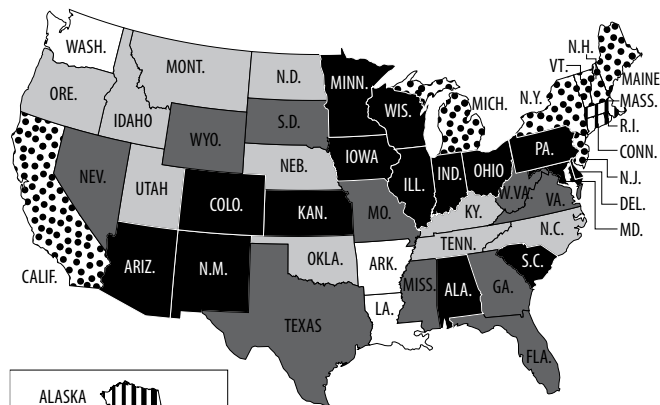 WASH.
MONT.
N.D.
MINN.
N.H.
VT.
MAINE
ORE.
IDAHO
WYO.
S.D.
WIS.
MICH.
N.Y.
MASS.
R.I.
CONN.
NEV.
UTAH
NEB.
IOWA
ILL.
IND.
OHIO
PA.
N.J.
DEL.
MD.
CALIF.
COLO.
KAN.
MO.
KY.
W.VA.
VA.
ARIZ.
N.M.
OKLA.
ARK.
TENN.
N.C.
S.C.
TEXAS
LA.
MISS.
ALA.
GA.
FLA.
ALASKA